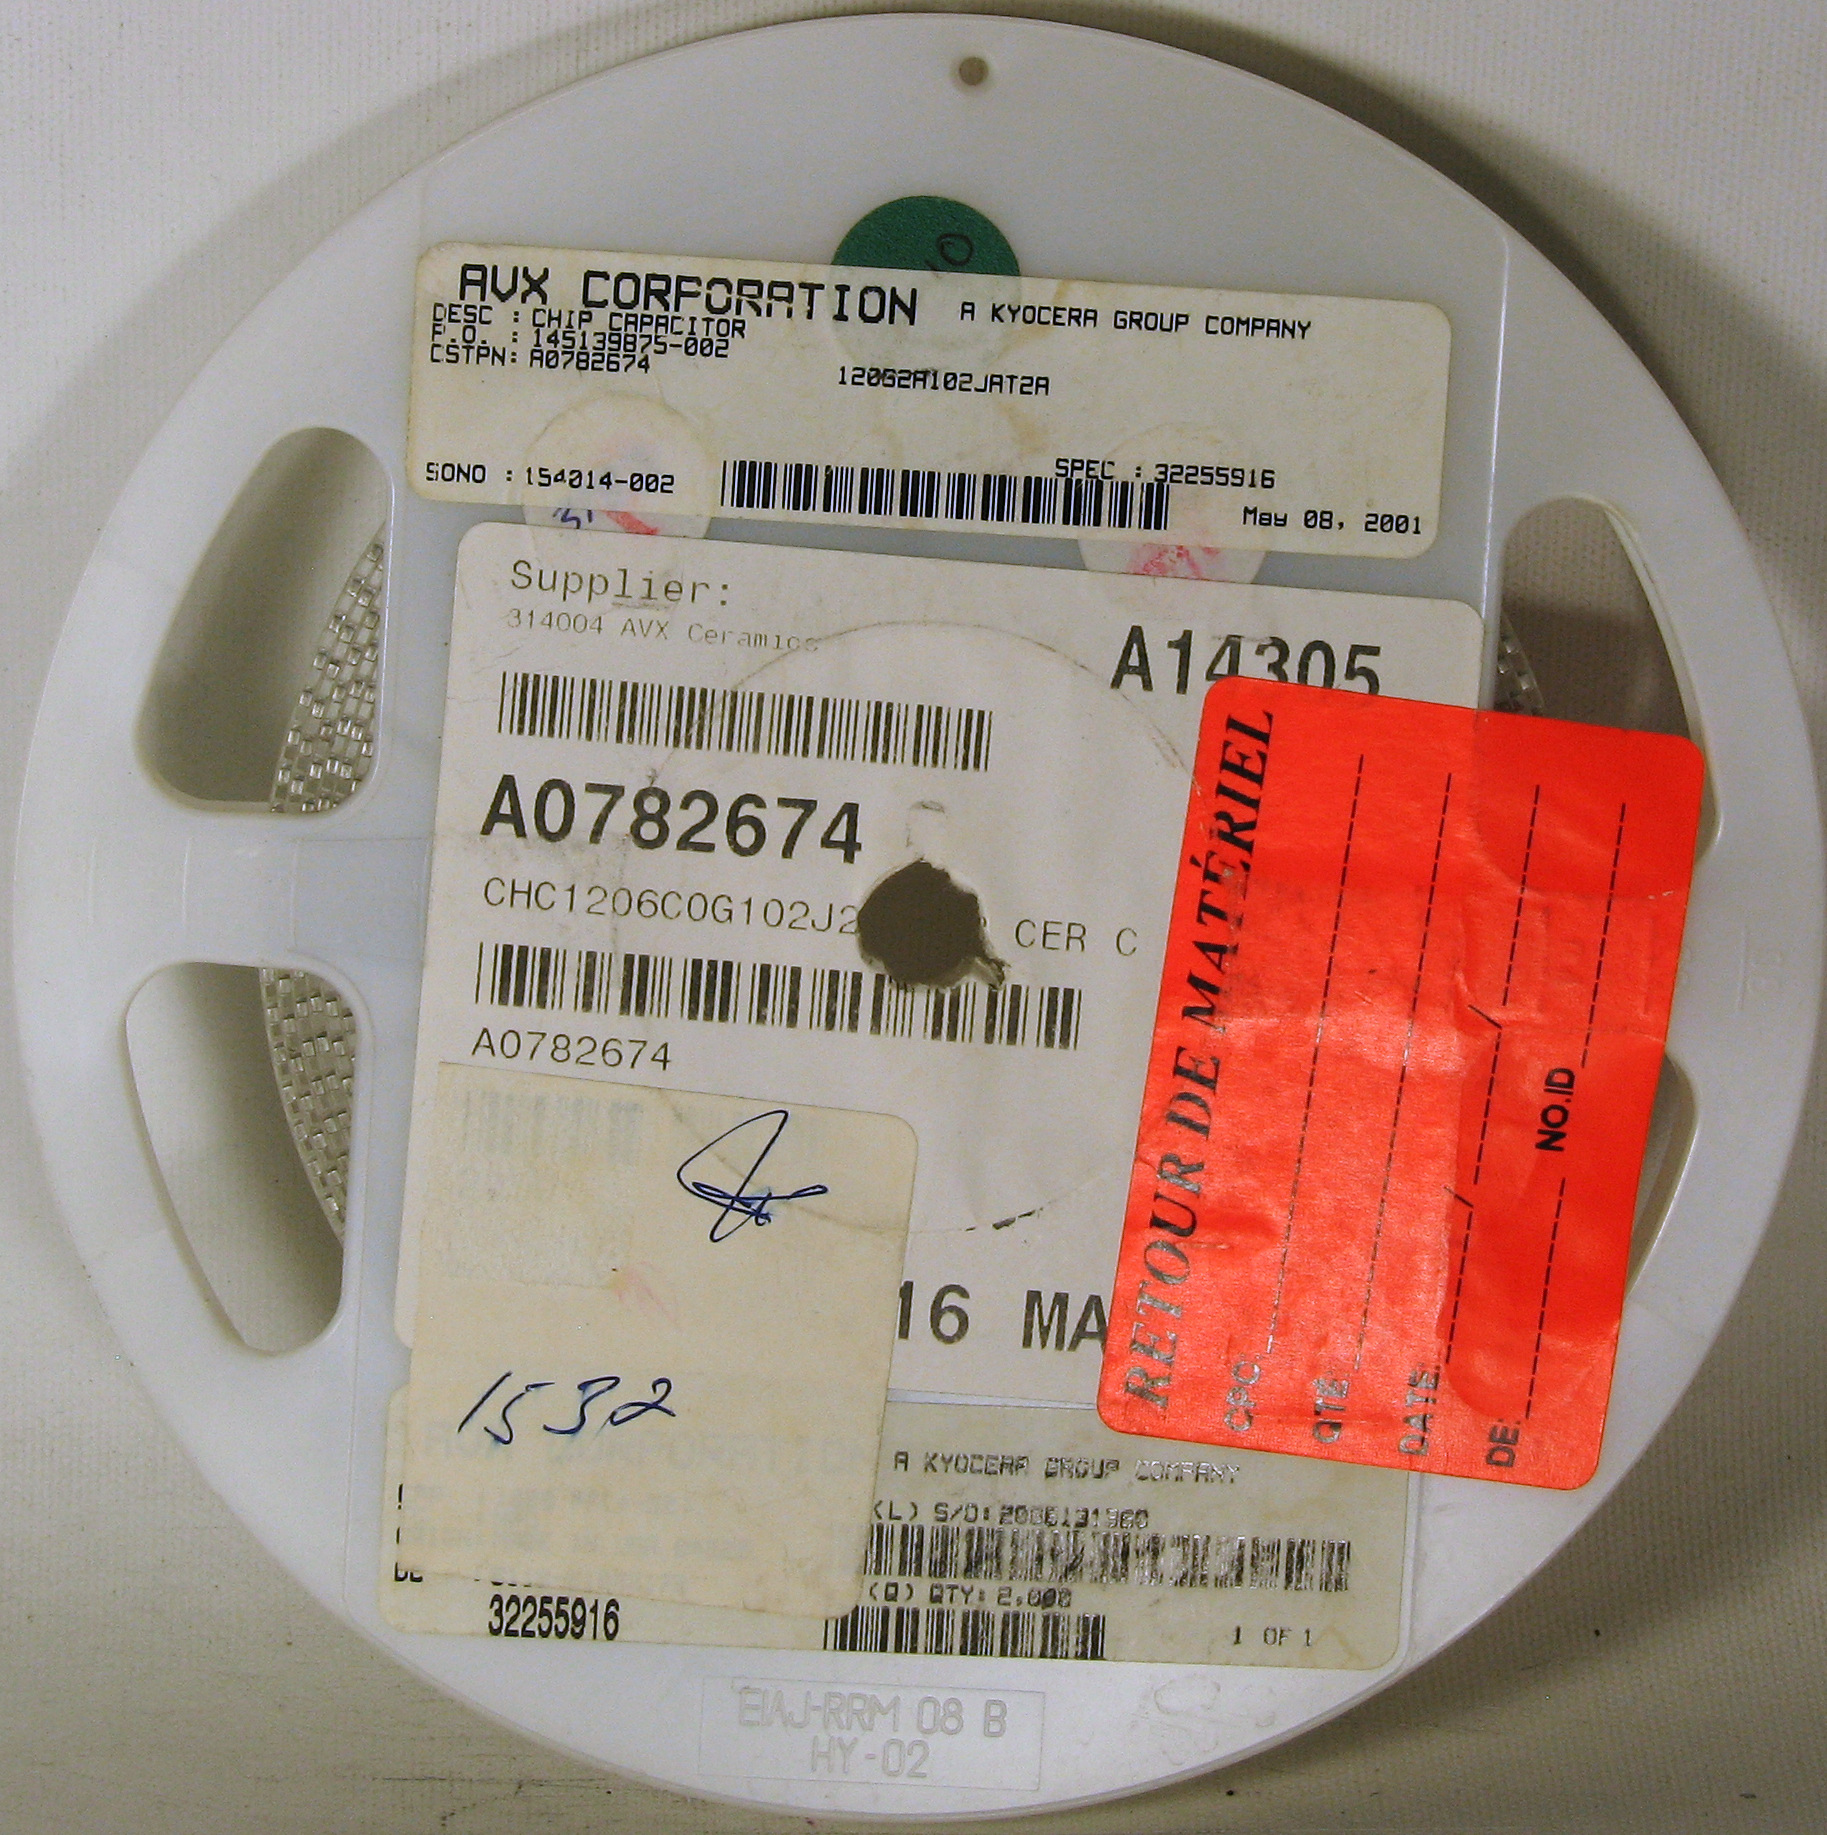 AVX CORPORATION A KYOCERA GROUP COMPANY
DESC : CHIP CAPACITOR
P.O. : 145139875-002
CSTPN: A0782674
12062A102JAT2A
SONO : 154014-002
SPEC : 32255916
May 08, 2001
Supplier:
314004 AVX Ceramics
A14305
A0782674
CHC1206C0G102J2 CER C
A0782674
16 MA
1532
RETOUR DE MATÉRIEL
CPC:
QTE:
DATE: / /
DE: NO.ID
A KYOCERA GROUP COMPANY
(L) S/O:
(Q) QTY: 2,000
32255916
1 OF 1
EIAJ-RRM 08 B
HY-02